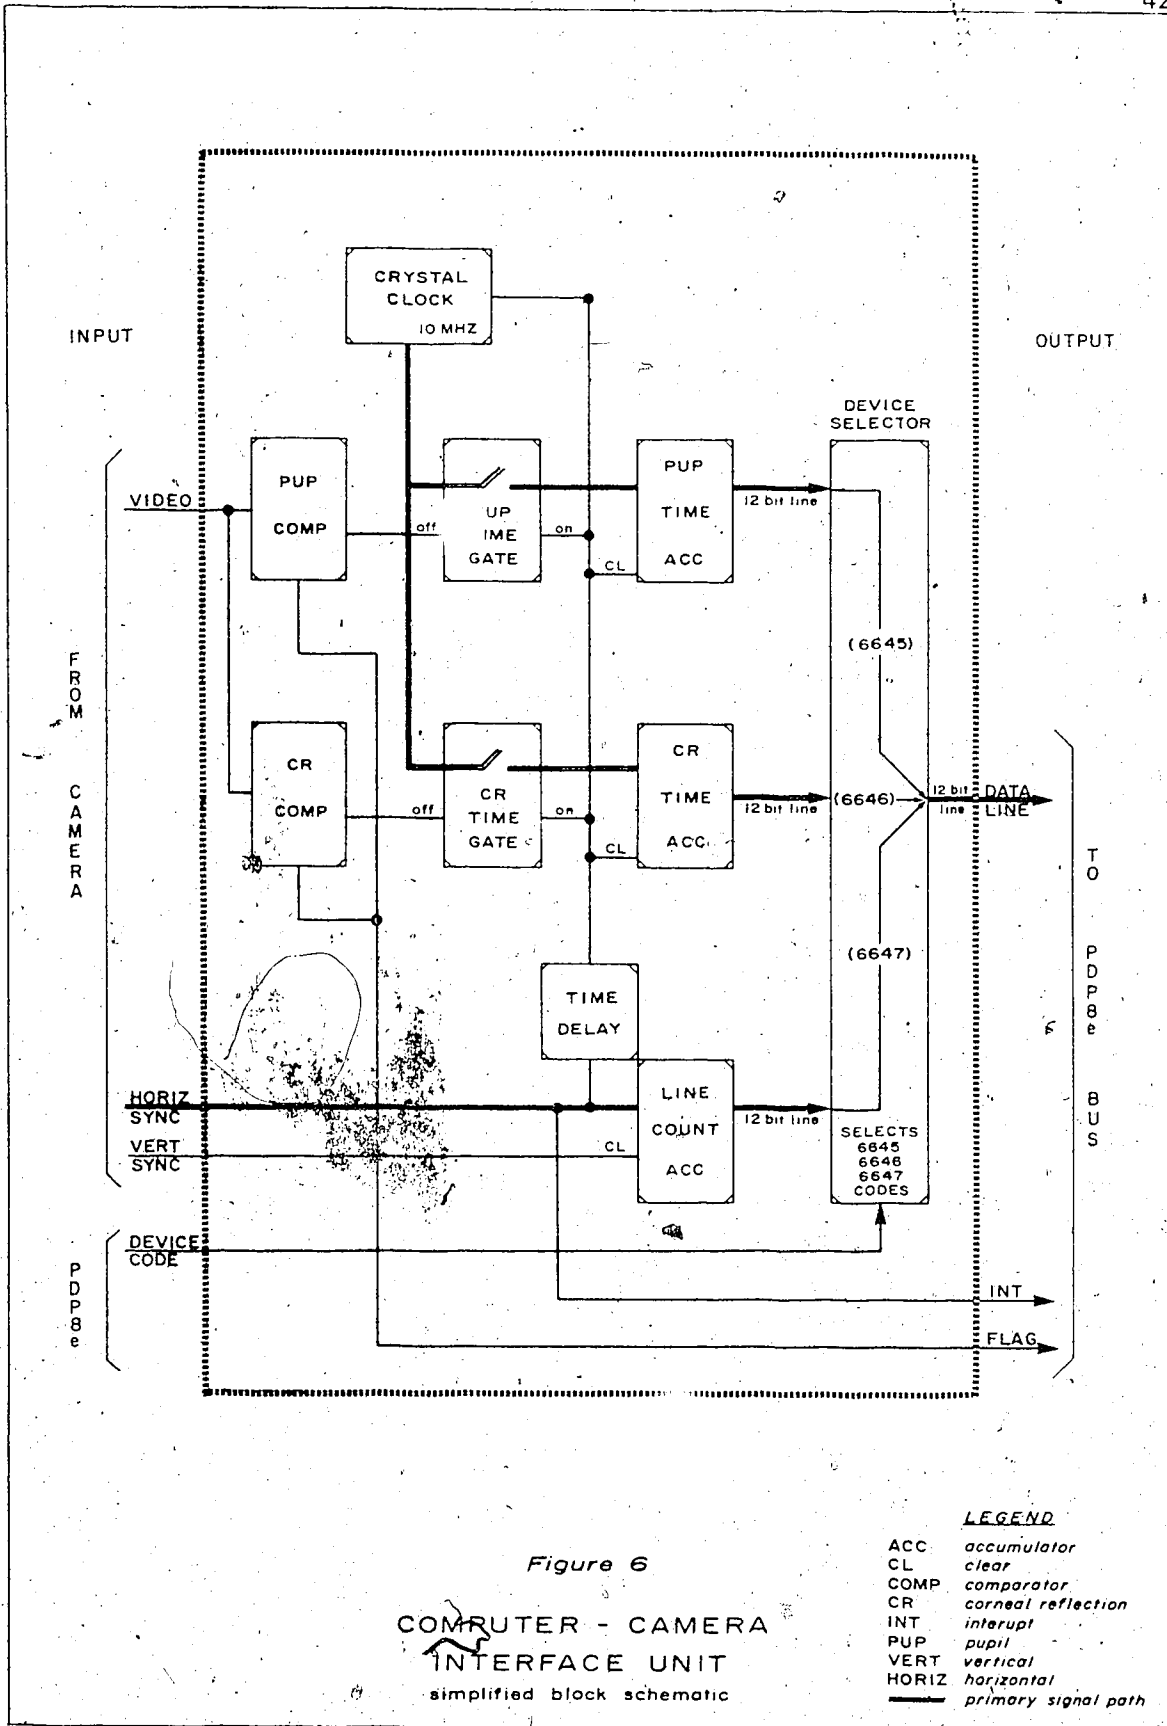 42
CRYSTAL
CLOCK
10 MHZ
INPUT
OUTPUT
DEVICE
SELECTOR
VIDEO
PUP
COMP
off
UP
IME
GATE
on
CL
PUP
TIME
ACC
12 bit line
(6645)
FROM CAMERA
CR
COMP
off
CR
TIME
GATE
on
CL
CR
TIME
ACC
12 bit line
(6646)
12 bit
line
DATA
LINE
(6647)
TO PDP8e BUS
TIME
DELAY
HORIZ
SYNC
VERT
SYNC
CL
LINE
COUNT
ACC
12 bit line
SELECTS
6645
6646
6647
CODES
DEVICE
CODE
PDP8e
INT
FLAG
Figure 6
COMPUTER - CAMERA
INTERFACE UNIT
simplified block schematic
LEGEND
ACC accumulator
CL clear
COMP comparator
CR corneal reflection
INT interupt
PUP pupil
VERT vertical
HORIZ horizontal
primary signal path